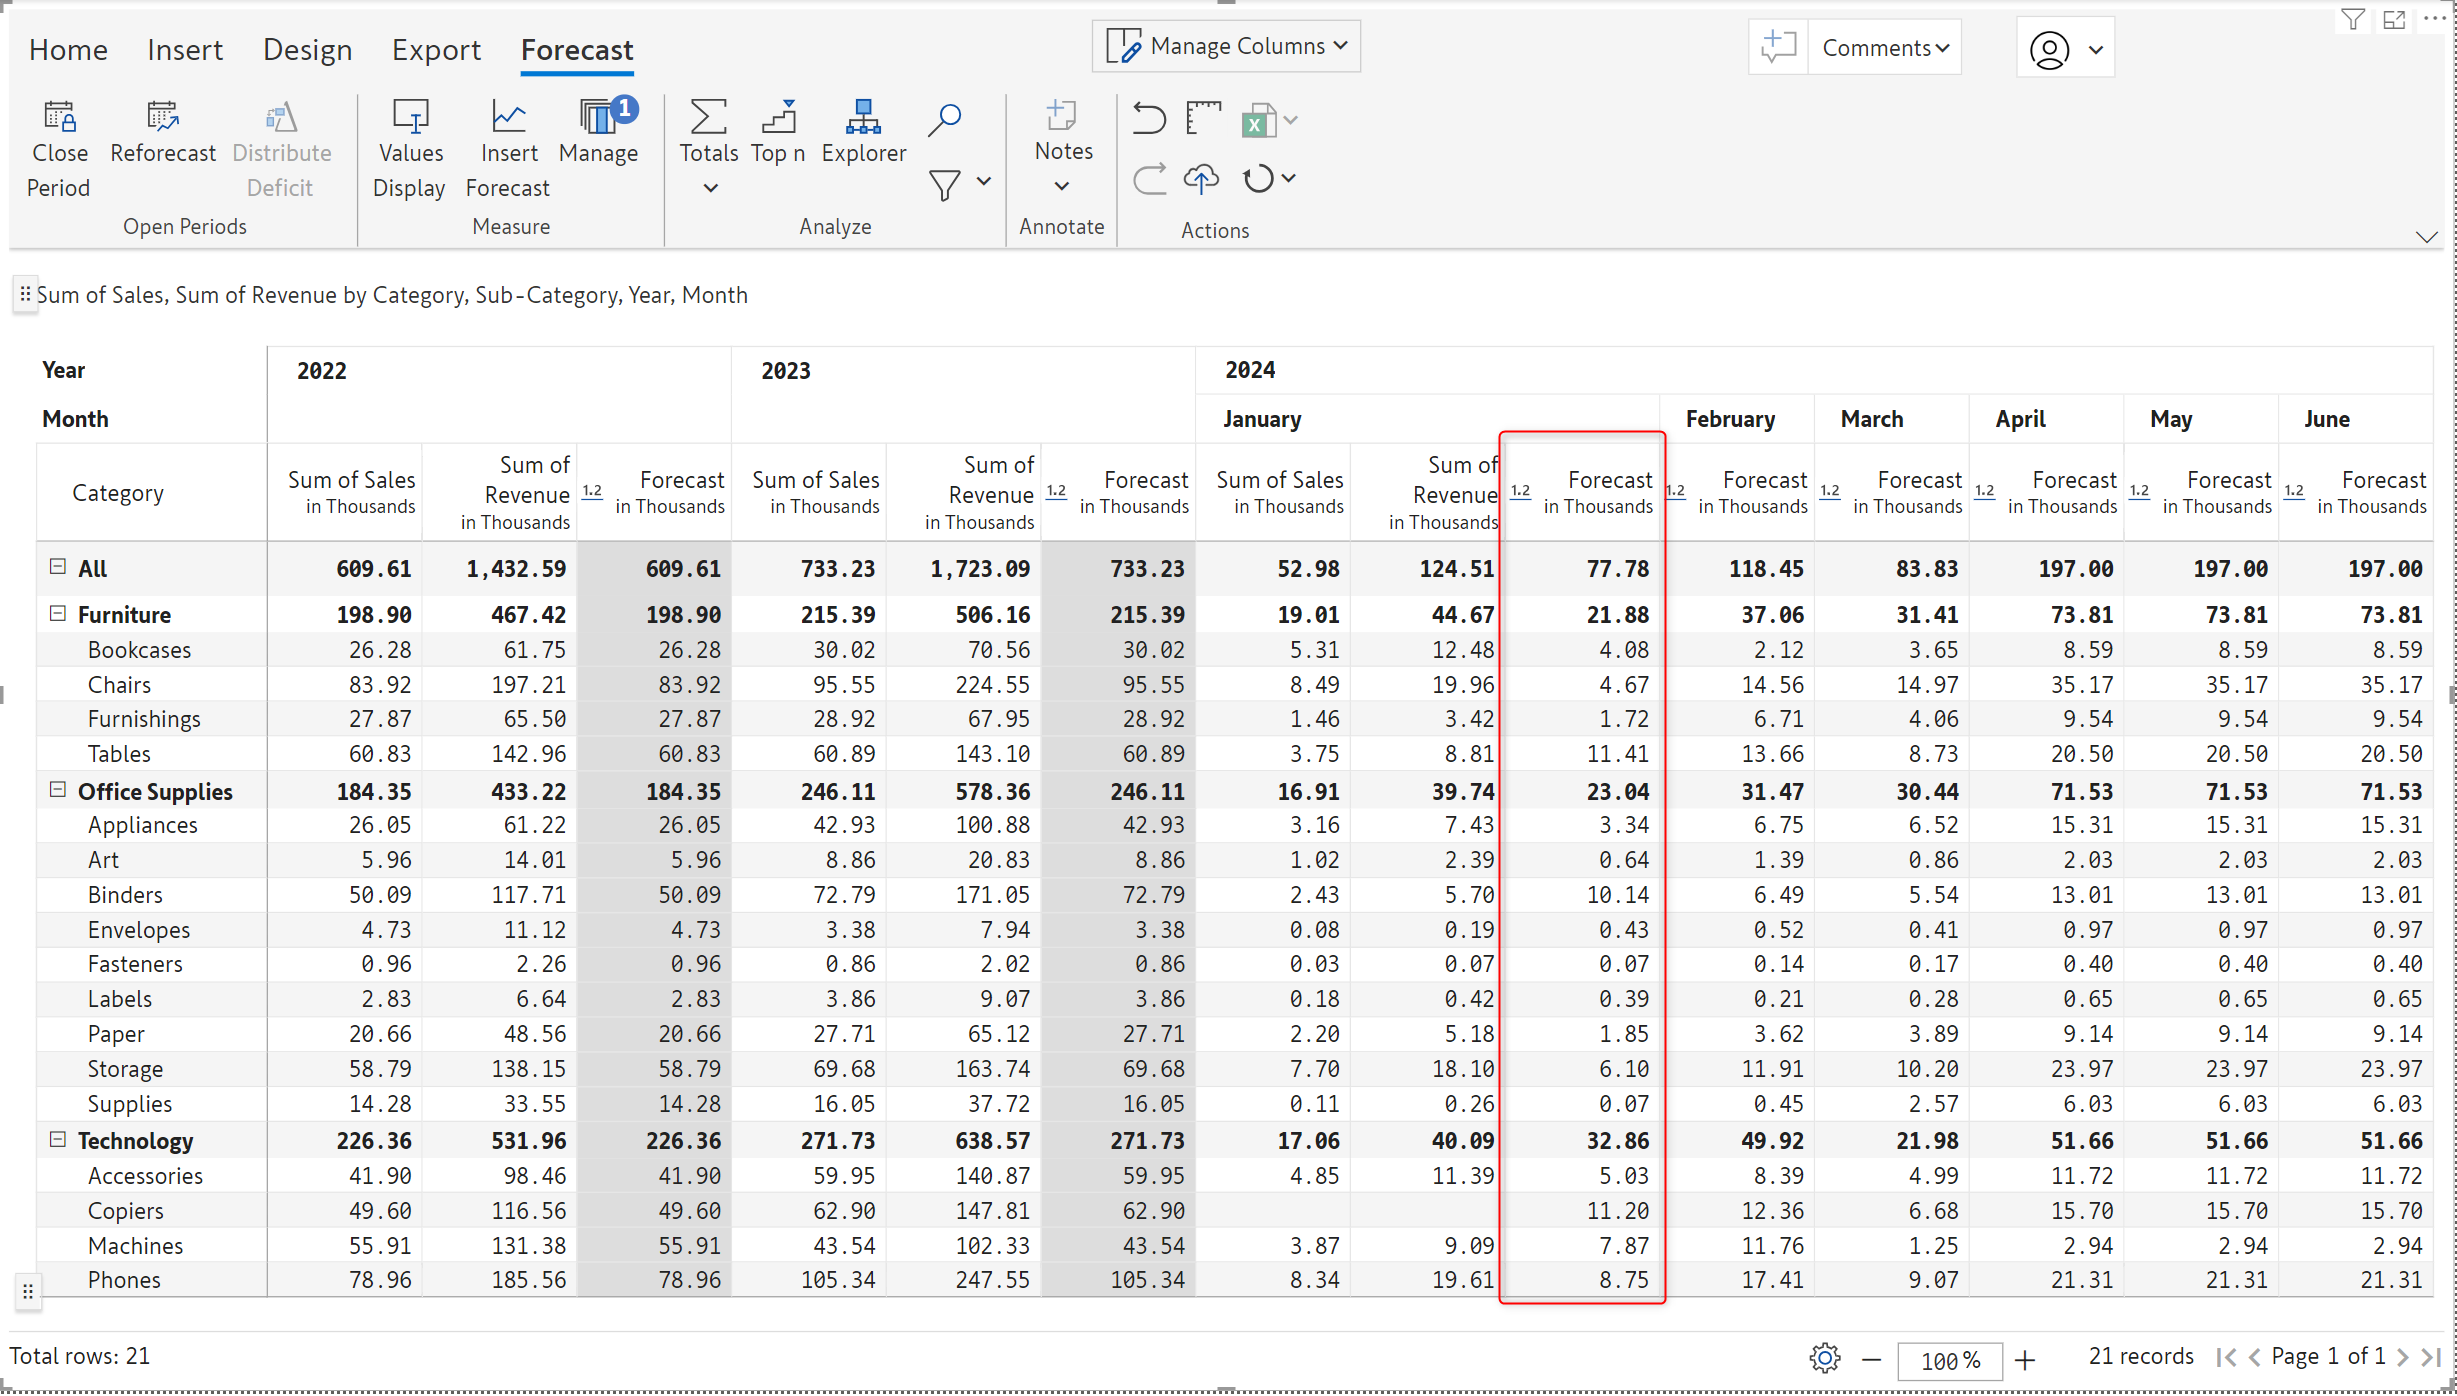 Home Insert Design Export Forecast Manage Columns Comments
Close Period Reforecast Distribute Deficit Values Display Insert Forecast Manage 1 Totals Top n Explorer Notes X
Open Periods Measure Analyze Annotate Actions
Sum of Sales, Sum of Revenue by Category, Sub-Category, Year, Month
Year 2022 2023 2024
Month January February March April May June
Category Sum of Sales in Thousands Sum of Revenue in Thousands 1.2 Forecast in Thousands Sum of Sales in Thousands Sum of Revenue in Thousands 1.2 Forecast in Thousands Sum of Sales in Thousands Sum of Revenue in Thousands 1.2 Forecast in Thousands 1.2 Forecast in Thousands 1.2 Forecast in Thousands 1.2 Forecast in Thousands 1.2 Forecast in Thousands 1.2 Forecast in Thousands
All 609.61 1,432.59 609.61 733.23 1,723.09 733.23 52.98 124.51 77.78 118.45 83.83 197.00 197.00 197.00
Furniture 198.90 467.42 198.90 215.39 506.16 215.39 19.01 44.67 21.88 37.06 31.41 73.81 73.81 73.81
Bookcases 26.28 61.75 26.28 30.02 70.56 30.02 5.31 12.48 4.08 2.12 3.65 8.59 8.59 8.59
Chairs 83.92 197.21 83.92 95.55 224.55 95.55 8.49 19.96 4.67 14.56 14.97 35.17 35.17 35.17
Furnishings 27.87 65.50 27.87 28.92 67.95 28.92 1.46 3.42 1.72 6.71 4.06 9.54 9.54 9.54
Tables 60.83 142.96 60.83 60.89 143.10 60.89 3.75 8.81 11.41 13.66 8.73 20.50 20.50 20.50
Office Supplies 184.35 433.22 184.35 246.11 578.36 246.11 16.91 39.74 23.04 31.47 30.44 71.53 71.53 71.53
Appliances 26.05 61.22 26.05 42.93 100.88 42.93 3.16 7.43 3.34 6.75 6.52 15.31 15.31 15.31
Art 5.96 14.01 5.96 8.86 20.83 8.86 1.02 2.39 0.64 1.39 0.86 2.03 2.03 2.03
Binders 50.09 117.71 50.09 72.79 171.05 72.79 2.43 5.70 10.14 6.49 5.54 13.01 13.01 13.01
Envelopes 4.73 11.12 4.73 3.38 7.94 3.38 0.08 0.19 0.43 0.52 0.41 0.97 0.97 0.97
Fasteners 0.96 2.26 0.96 0.86 2.02 0.86 0.03 0.07 0.07 0.14 0.17 0.40 0.40 0.40
Labels 2.83 6.64 2.83 3.86 9.07 3.86 0.18 0.42 0.39 0.21 0.28 0.65 0.65 0.65
Paper 20.66 48.56 20.66 27.71 65.12 27.71 2.20 5.18 1.85 3.62 3.89 9.14 9.14 9.14
Storage 58.79 138.15 58.79 69.68 163.74 69.68 7.70 18.10 6.10 11.91 10.20 23.97 23.97 23.97
Supplies 14.28 33.55 14.28 16.05 37.72 16.05 0.11 0.26 0.07 0.45 2.57 6.03 6.03 6.03
Technology 226.36 531.96 226.36 271.73 638.57 271.73 17.06 40.09 32.86 49.92 21.98 51.66 51.66 51.66
Accessories 41.90 98.46 41.90 59.95 140.87 59.95 4.85 11.39 5.03 8.39 4.99 11.72 11.72 11.72
Copiers 49.60 116.56 49.60 62.90 147.81 62.90 11.20 12.36 6.68 15.70 15.70 15.70
Machines 55.91 131.38 55.91 43.54 102.33 43.54 3.87 9.09 7.87 11.76 1.25 2.94 2.94 2.94
Phones 78.96 185.56 78.96 105.34 247.55 105.34 8.34 19.61 8.75 17.41 9.07 21.31 21.31 21.31
Total rows: 21 100 % 21 records Page 1 of 1